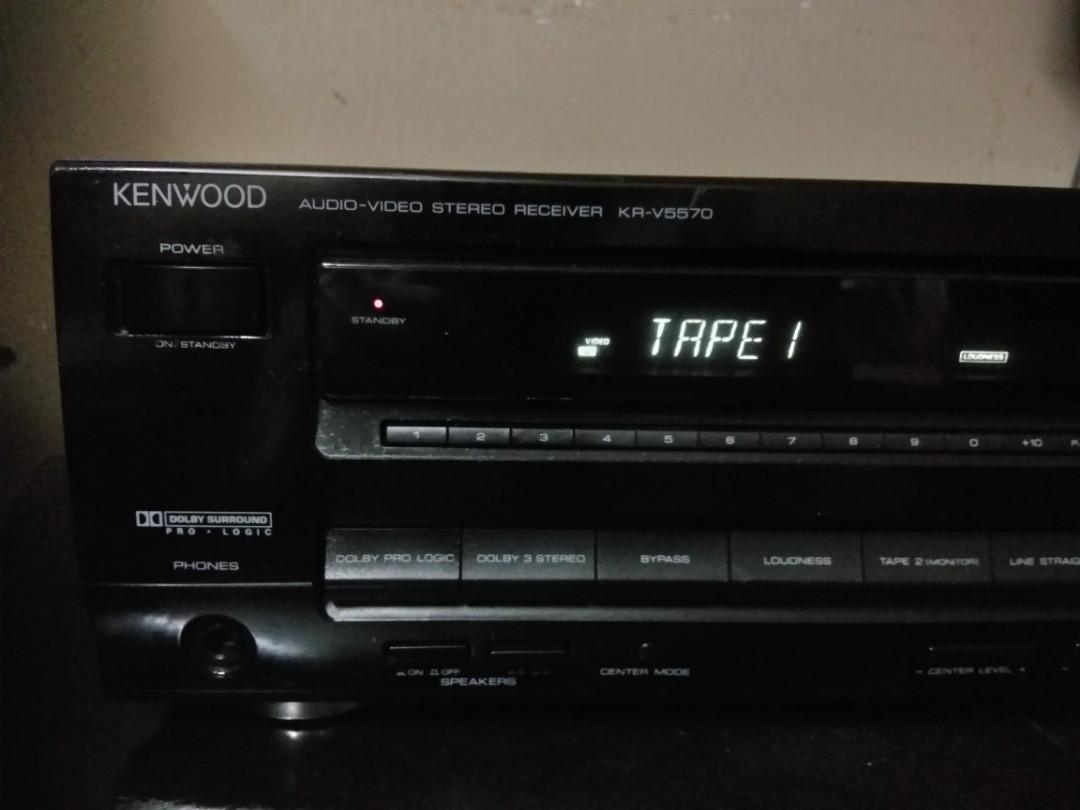 KENWOOD
AUDIO-VIDEO STEREO RECEIVER KR-V5570
POWER
ON/STANDBY
STANDBY
VIDEO
TAPE 1
LOUDNESS
1 2 3 4 5 6 7 8 9 0 +10
DOLBY SURROUND
PRO • LOGIC
DOLBY PRO LOGIC
DOLBY 3 STEREO
BYPASS
LOUDNESS
TAPE 2 (MONITOR)
LINE
PHONES
ON OFF
SPEAKERS
CENTER MODE
- CENTER LEVEL +
-